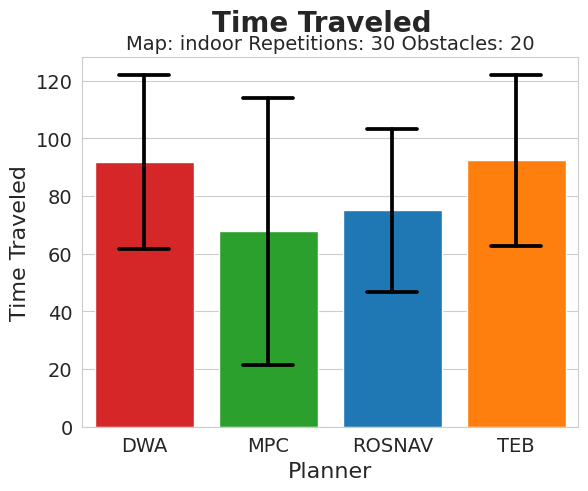 Time Traveled
Map: indoor Repetitions: 30 Obstacles: 20
120
100
80
60
40
20
0
Time Traveled
DWA MPC ROSNAV TEB
Planner